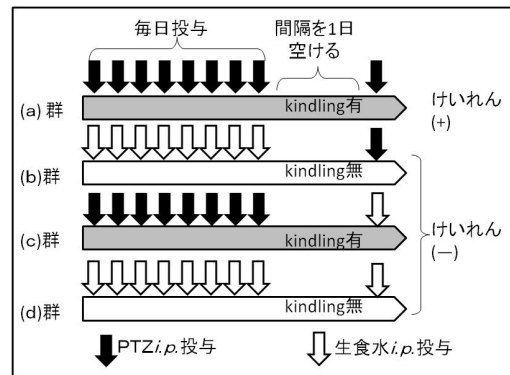 毎日投与
間隔を1日
空ける
(a) 群
kindling有
けいれん
(+)
(b)群
kindling無
(c) 群
kindling有
けいれん
(―)
(d)群
kindling無
PTZi.p.投与
生食水i.p.投与